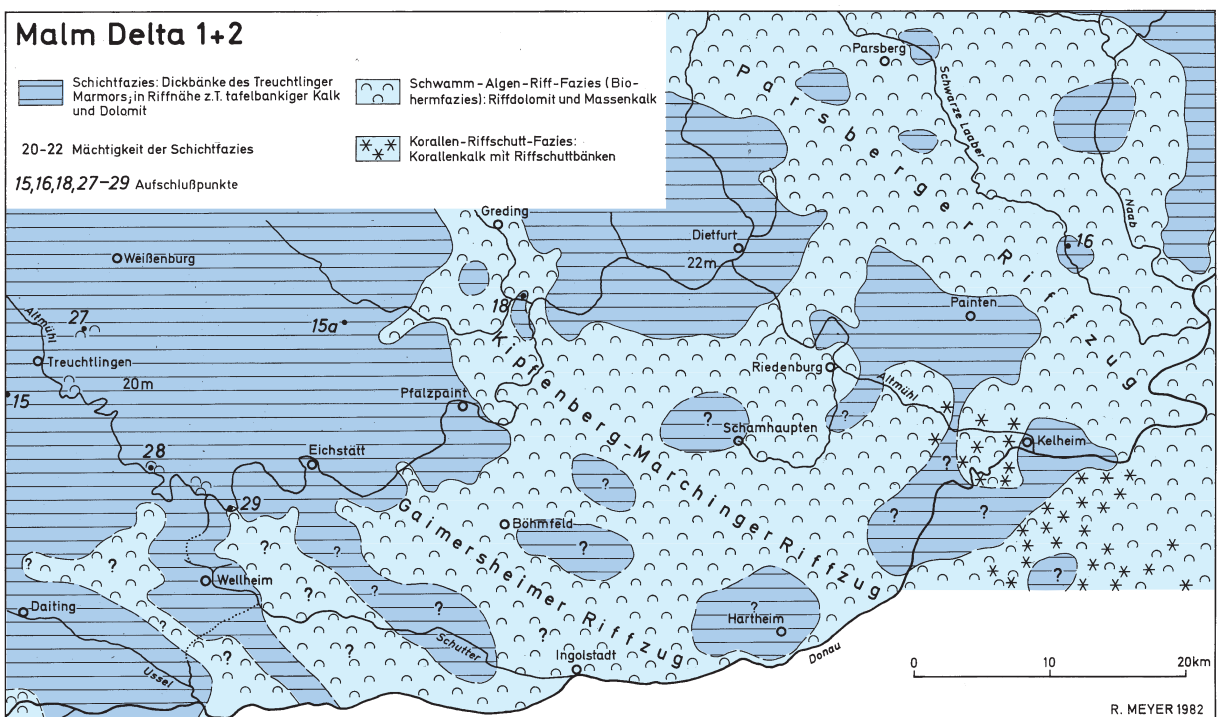 Malm Delta 1+2
Schichtfazies: Dickbänke des Treuchtlinger
Marmors; in Riffnähe z.T. tafelbankiger Kalk
und Dolomit
20-22 Mächtigkeit der Schichtfazies
15,16,18,27-29 Aufschlußpunkte
Schwamm-Algen-Riff-Fazies (Bio-
hermfazies): Riffdolomit und Massenkalk
Korallen-Riffschutt-Fazies:
Korallenkalk mit Riffschuttbänken
Parsberg
Schwarze Laaber
Parsberger Riffzug
Naab
Greding
Dietfurt
22m
16
Weißenburg
18
Painten
Altmühl
27
15a
Treuchtlingen
20m
15
Kipfenberg-Marchinger Riffzug
Riedenburg
Altmühl
Pfalzpaint
?
?
Schamhaupten
Kelheim
28
Eichstätt
?
?
29
Gaimersheimer Riffzug
Böhmfeld
?
?
?
?
?
?
?
?
Wellheim
?
?
?
Daiting
?
?
Hartheim
?
?
?
Schutter
Ussel
Ingolstadt
Donau
0 10 20km
R. MEYER 1982